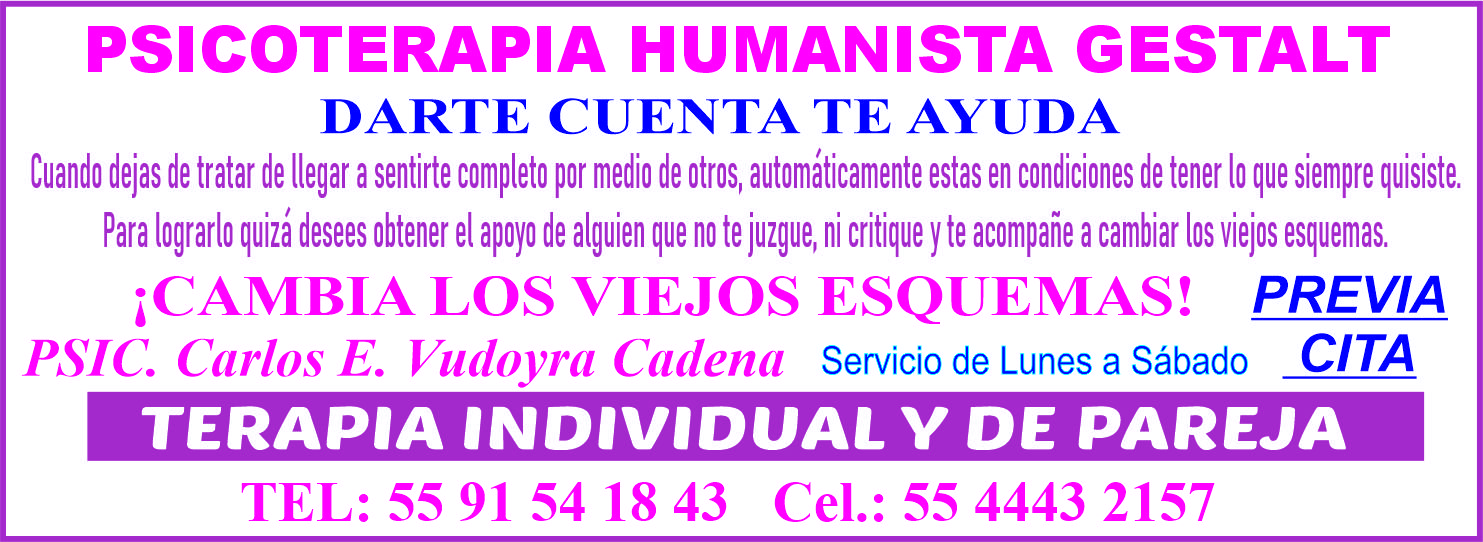 PSICOTERAPIA HUMANISTA GESTALT
DARTE CUENTA TE AYUDA
Cuando dejas de tratar de llegar a sentirte completo por medio de otros, automáticamente estas en condiciones de tener lo que siempre quisiste.
Para lograrlo quizá desees obtener el apoyo de alguien que no te juzgue, ni critique y te acompañe a cambiar los viejos esquemas.
¡CAMBIA LOS VIEJOS ESQUEMAS!
PREVIA
CITA
PSIC. Carlos E. Vudoyra Cadena
Servicio de Lunes a Sábado
TERAPIA INDIVIDUAL Y DE PAREJA
TEL: 55 91 54 18 43 Cel.: 55 4443 2157